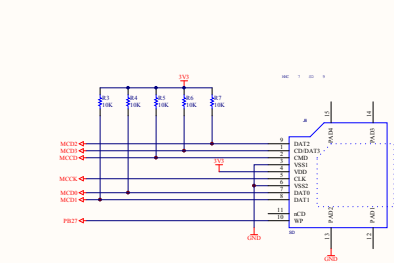 3V3
R3 R4 R5 R6 R7
10K 10K 10K 10K 10K
PAD4 15
PAD3 14
MCD2 9 DAT2
MCD3 1 CD/DAT3
MCCD 2 CMD
3 VSS1
3V3 4 VDD
MCCK 5 CLK
6 VSS2
MCD0 7 DAT0
MCD1 8 DAT1
11 nCD
PB27 10 WP
PAD2 13
PAD1 12
GND
GND